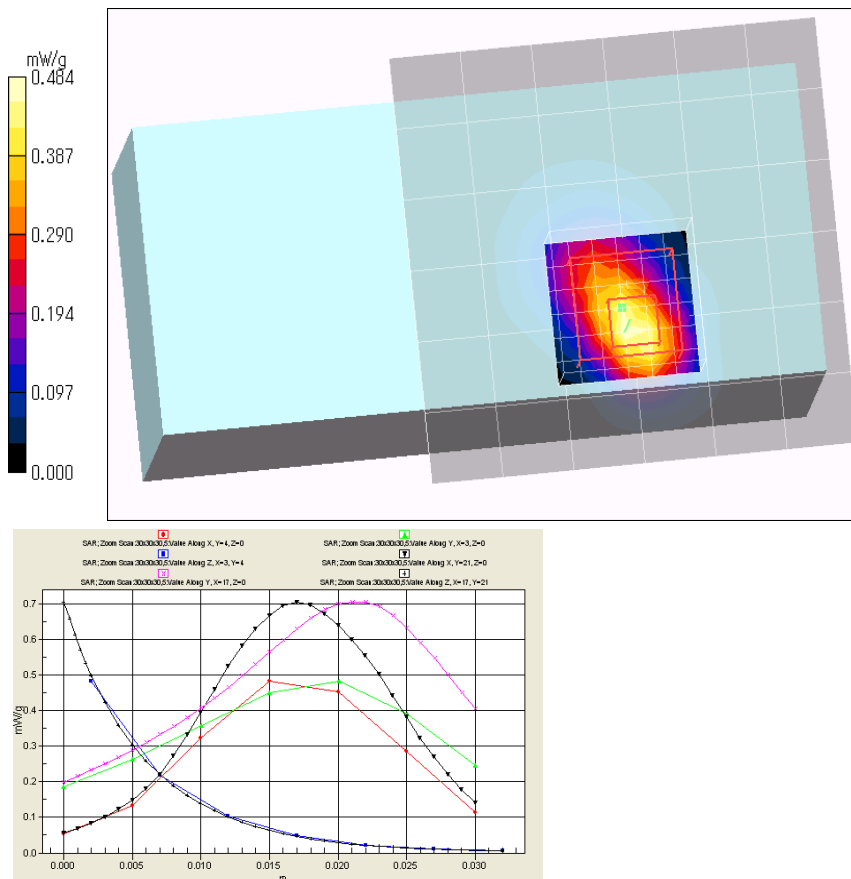 mW/g
0.484
0.387
0.290
0.194
0.097
0.000
SAR; Zoom Scan:30x30x30,5:Value Along X, Y=4, Z=0
SAR; Zoom Scan:30x30x30,5:Value Along Y, X=3, Z=0
SAR; Zoom Scan:30x30x30,5:Value Along Z, X=3, Y=4
SAR; Zoom Scan:30x30x30,5:Value Along X, Y=21, Z=0
SAR; Zoom Scan:30x30x30,5:Value Along Y, X=17, Z=0
SAR; Zoom Scan:30x30x30,5:Value Along Z, X=17, Y=21
0.7
0.6
0.5
0.4
0.3
0.2
0.1
0.0
mW/g
0.000
0.005
0.010
0.015
0.020
0.025
0.030